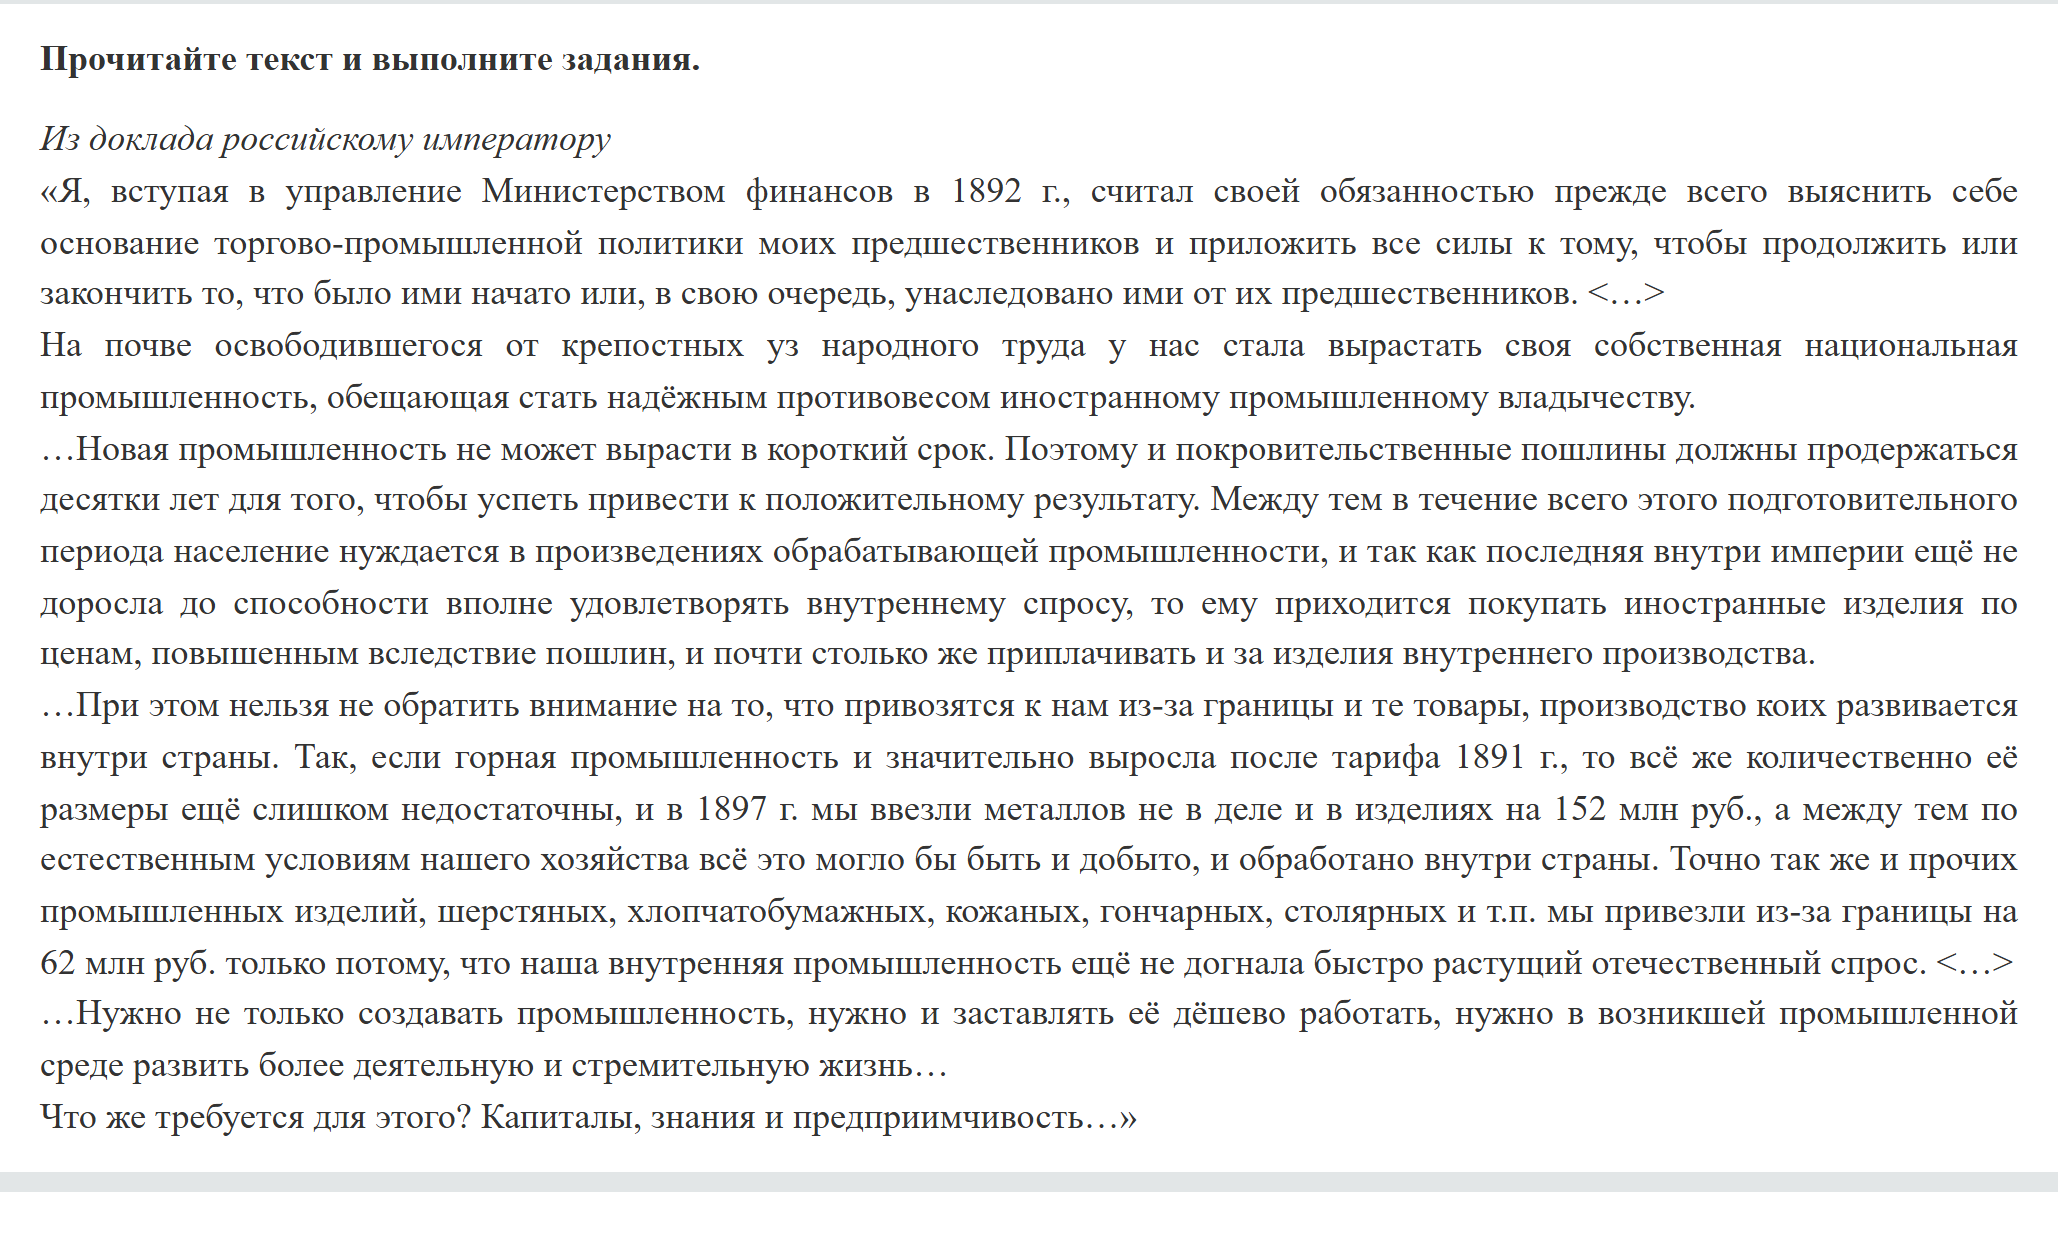 Прочитайте текст и выполните задания.
Из доклада российскому императору
«Я, вступая в управление Министерством финансов в 1892 г., считал своей обязанностью прежде всего выяснить себе
основание торгово-промышленной политики моих предшественников и приложить все силы к тому, чтобы продолжить или
закончить то, что было ими начато или, в свою очередь, унаследовано ими от их предшественников. <…>
На почве освободившегося от крепостных уз народного труда у нас стала вырастать своя собственная национальная
промышленность, обещающая стать надёжным противовесом иностранному промышленному владычеству.
…Новая промышленность не может вырасти в короткий срок. Поэтому и покровительственные пошлины должны продержаться
десятки лет для того, чтобы успеть привести к положительному результату. Между тем в течение всего этого подготовительного
периода население нуждается в произведениях обрабатывающей промышленности, и так как последняя внутри империи ещё не
доросла до способности вполне удовлетворять внутреннему спросу, то ему приходится покупать иностранные изделия по
ценам, повышенным вследствие пошлин, и почти столько же приплачивать и за изделия внутреннего производства.
…При этом нельзя не обратить внимание на то, что привозятся к нам из-за границы и те товары, производство коих развивается
внутри страны. Так, если горная промышленность и значительно выросла после тарифа 1891 г., то всё же количественно её
размеры ещё слишком недостаточны, и в 1897 г. мы ввезли металлов не в деле и в изделиях на 152 млн руб., а между тем по
естественным условиям нашего хозяйства всё это могло бы быть и добыто, и обработано внутри страны. Точно так же и прочих
промышленных изделий, шерстяных, хлопчатобумажных, кожаных, гончарных, столярных и т.п. мы привезли из-за границы на
62 млн руб. только потому, что наша внутренняя промышленность ещё не догнала быстро растущий отечественный спрос. <…>
…Нужно не только создавать промышленность, нужно и заставлять её дёшево работать, нужно в возникшей промышленной
среде развить более деятельную и стремительную жизнь…
Что же требуется для этого? Капиталы, знания и предприимчивость…»